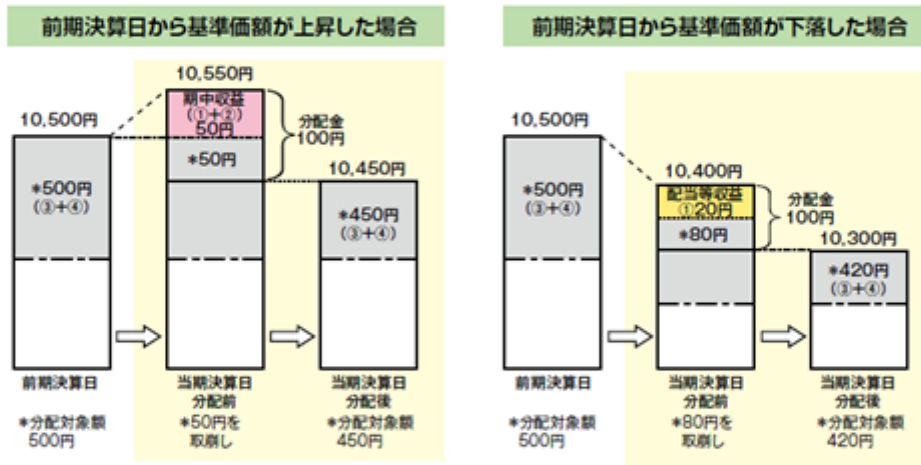 前期決算日から基準価額が上昇した場合
10,550円
10,500円
期中収益
(①+②)
50円
分配金
100円
*50円
10,450円
*500円
(③+④)
*450円
(③+④)
前期決算日
当期決算日
分配前
当期決算日
分配後
*分配対象額
500円
*50円を
取崩し
*分配対象額
450円
前期決算日から基準価額が下落した場合
10,500円
10,400円
*500円
(③+④)
配当等収益
①20円
分配金
100円
*80円
10,300円
*420円
(③+④)
前期決算日
当期決算日
分配前
当期決算日
分配後
*分配対象額
500円
*80円を
取崩し
*分配対象額
420円